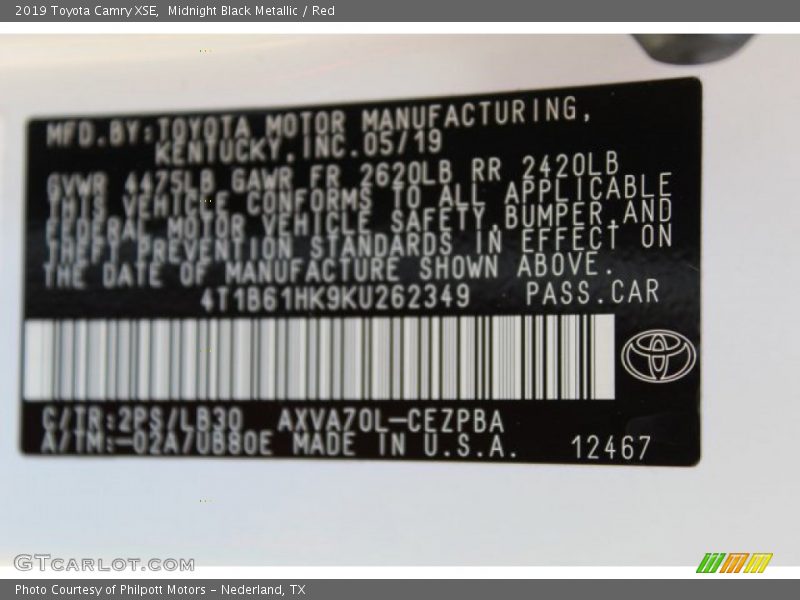 2019 Toyota Camry XSE,  Midnight Black Metallic / Red
MFD.BY:TOYOTA MOTOR MANUFACTURING,
KENTUCKY,INC.05/19
GVWR 4475LB GAWR FR 2620LB RR 2420LB
THIS VEHICLE CONFORMS TO ALL APPLICABLE
FEDERAL MOTOR VEHICLE SAFETY,BUMPER,AND
THEFT PREVENTION STANDARDS IN EFFECT ON
THE DATE OF MANUFACTURE SHOWN ABOVE.
4T1B61HK9KU262349 PASS.CAR
C/TR:2PS/LB30 AXVA70L-CEZPBA
A/TM:-02A/UB80E MADE IN U.S.A. 12467
GTCARLOT.COM
Photo Courtesy of Philpott Motors - Nederland, TX